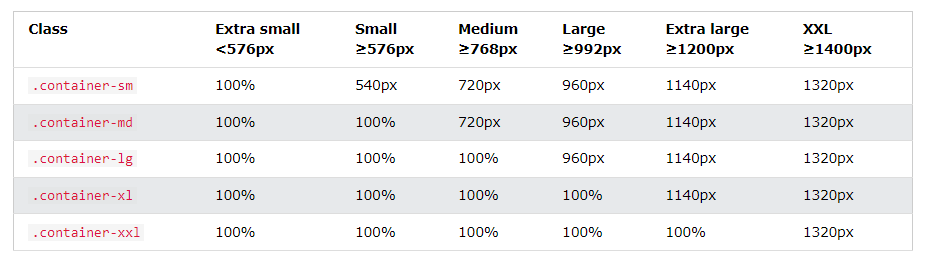 Class Extra small Small Medium Large Extra large XXL
<576px ≥576px ≥768px ≥992px ≥1200px ≥1400px
.container-sm 100% 540px 720px 960px 1140px 1320px
.container-md 100% 100% 720px 960px 1140px 1320px
.container-lg 100% 100% 100% 960px 1140px 1320px
.container-xl 100% 100% 100% 100% 1140px 1320px
.container-xxl 100% 100% 100% 100% 100% 1320px